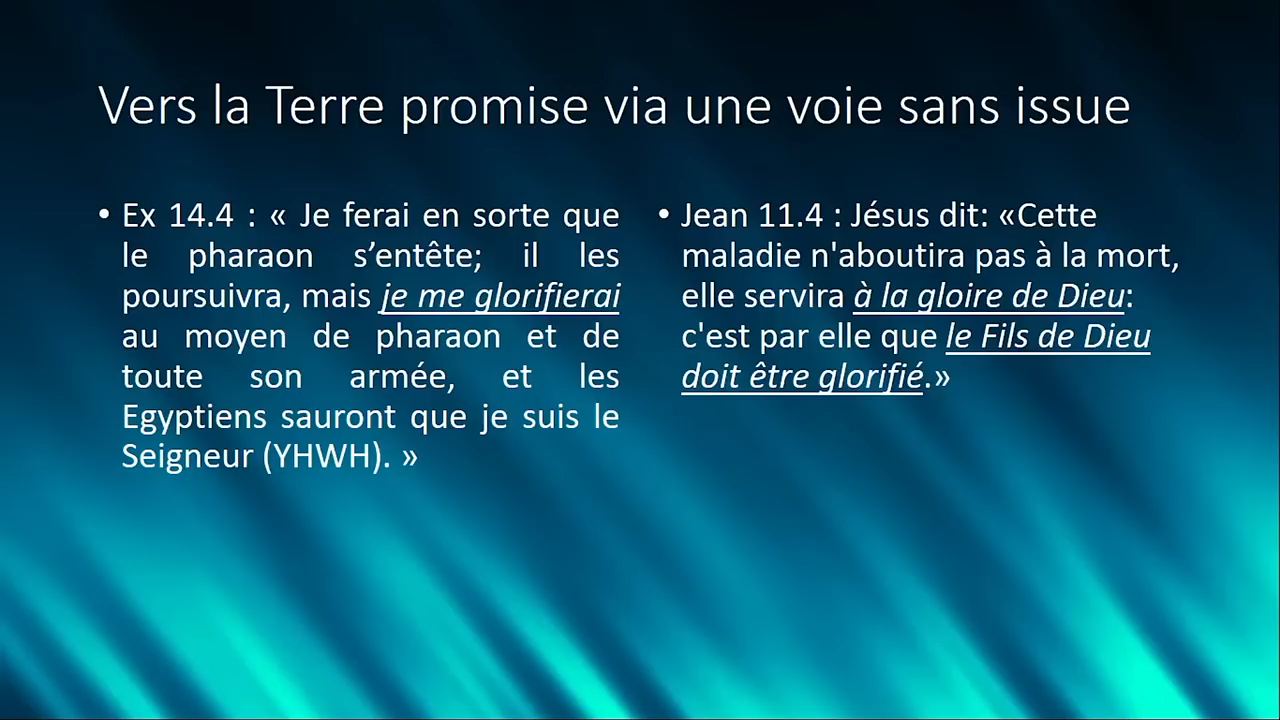 Vers la Terre promise via une voie sans issue
• Ex 14.4 : « Je ferai en sorte que
le pharaon s’entête; il les
poursuivra, mais je me glorifierai
au moyen de pharaon et de
toute son armée, et les
Egyptiens sauront que je suis le
Seigneur (YHWH). »
• Jean 11.4 : Jésus dit: «Cette
maladie n'aboutira pas à la mort,
elle servira à la gloire de Dieu:
c'est par elle que le Fils de Dieu
doit être glorifié.»